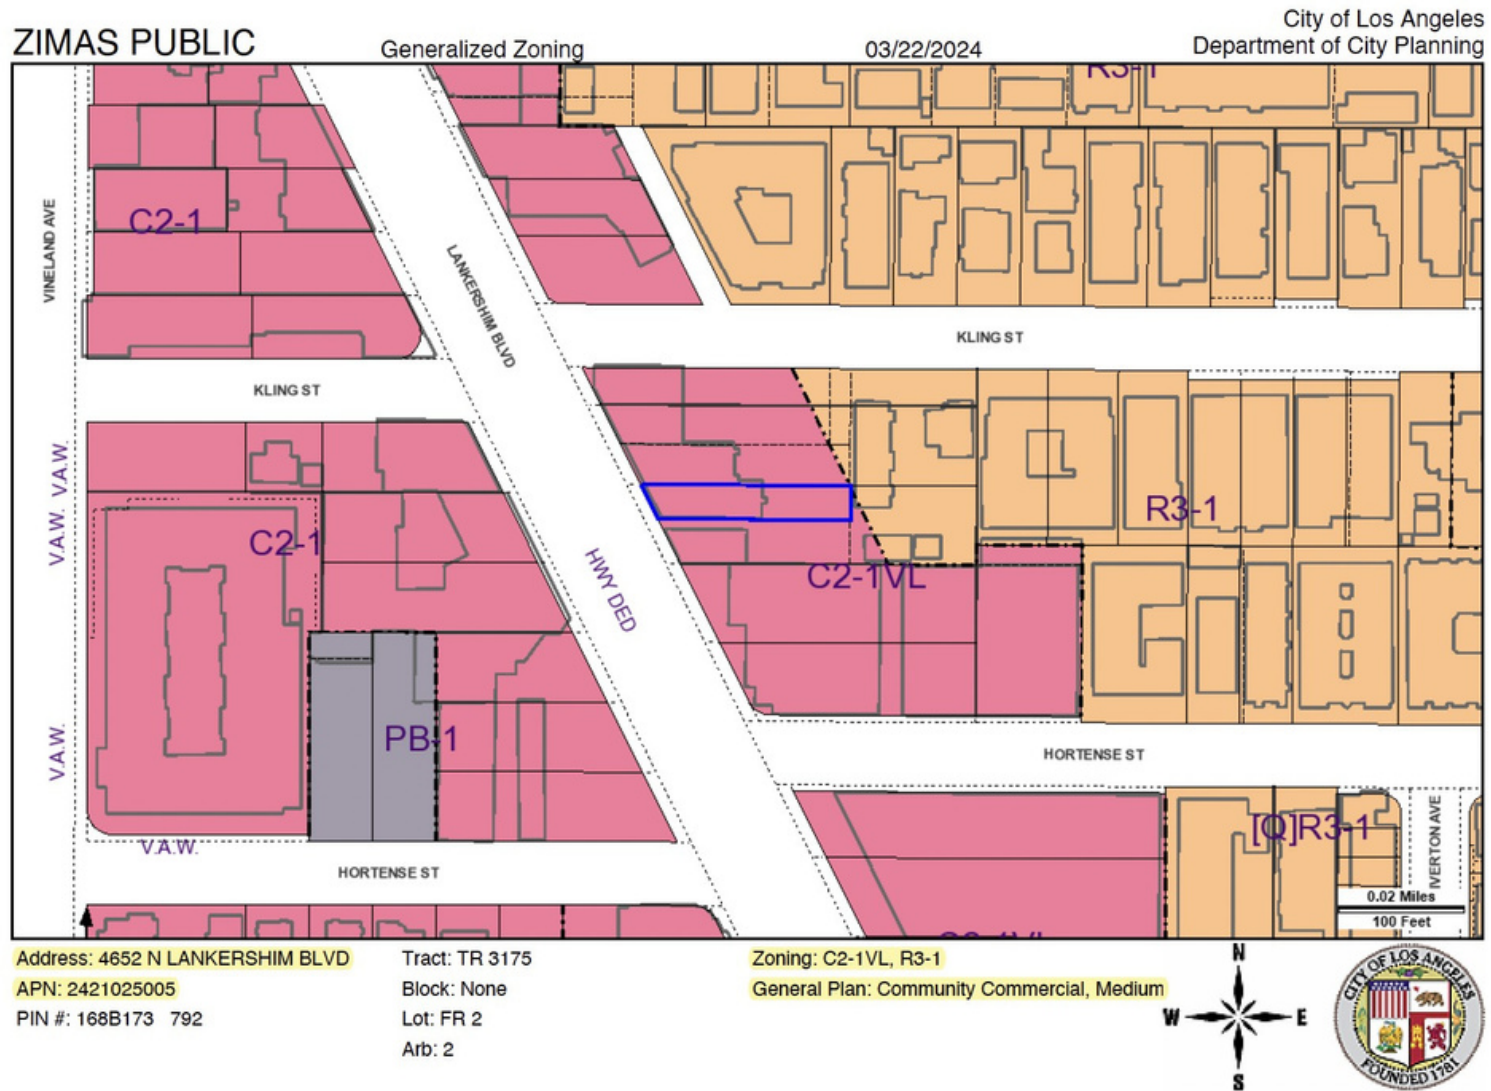 ZIMAS PUBLIC
Generalized Zoning
03/22/2024
City of Los Angeles
Department of City Planning
R3-1
C2-1
VINELAND AVE
LANKERSHIM BLVD
KLING ST
KLING ST
V.A.W.
V.A.W.
C2-1
R3-1
HWY DED
C2-1VL
PB-1
V.A.W.
HORTENSE ST
[Q]R3-1
V.A.W.
HORTENSE ST
IVERTON AVE
0.02 Miles
100 Feet
Address: 4652 N LANKERSHIM BLVD
APN: 2421025005
PIN #: 168B173 792
Tract: TR 3175
Block: None
Lot: FR 2
Arb: 2
Zoning: C2-1VL, R3-1
General Plan: Community Commercial, Medium
N
W
E
S
CITY OF LOS ANGELES
FOUNDED 1781